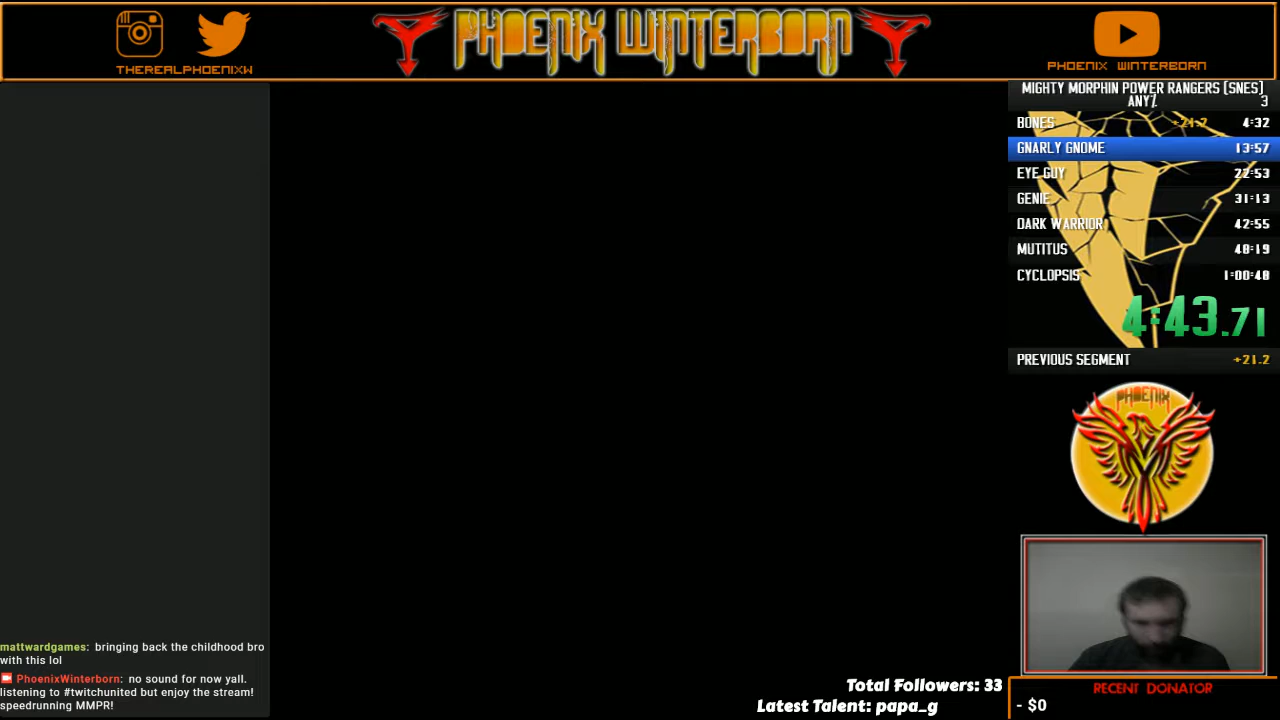 THEREALPHOENIXW
PHOENIX WINTERBORN
PHOENIX WINTERBORN
MIGHTY MORPHIN POWER RANGERS [SNES]
ANY% 3
BONES +21.2 4:32
GNARLY GNOME 13:57
EYE GUY 22:53
GENIE 31:13
DARK WARRIOR 42:55
MUTITUS 48:19
CYCLOPSIS 1:00:48
4:43.71
PREVIOUS SEGMENT +21.2
PHOENIX
mattwardgames: bringing back the childhood bro
with this lol
PhoenixWinterborn: no sound for now yall.
listening to #twitchunited but enjoy the stream!
speedrunning MMPR!
Total Followers: 33
Latest Talent: papa_g
RECENT DONATOR
- $0